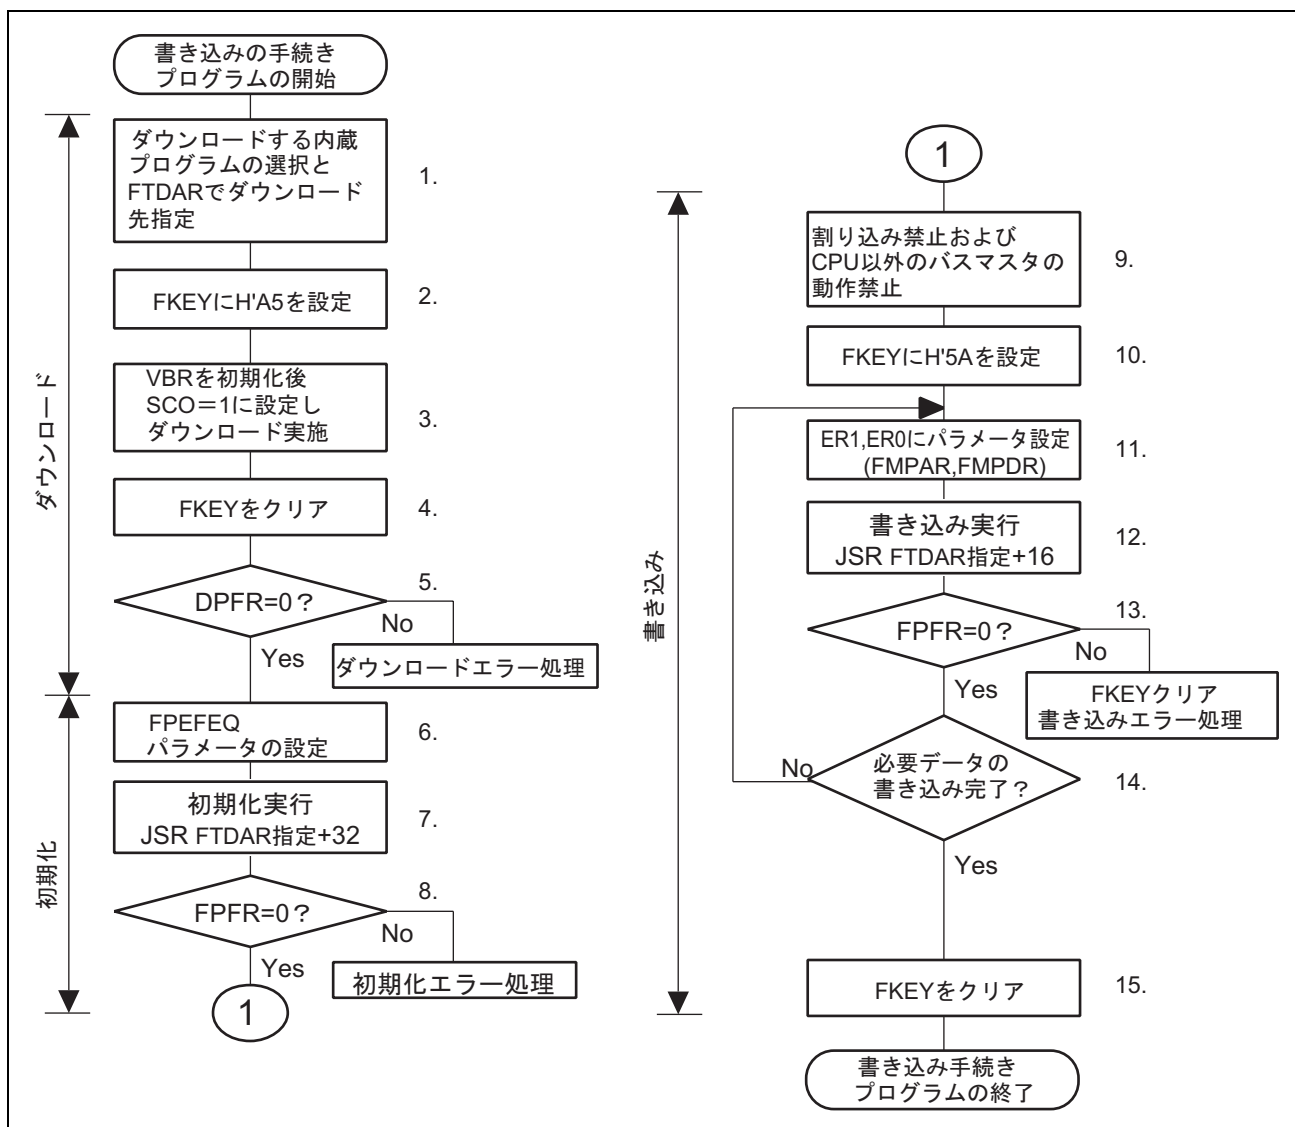 書き込みの手続き
プログラムの開始
ダウンロード
ダウンロードする内蔵
プログラムの選択と
FTDARでダウンロード
先指定
1.
FKEYにH'A5を設定
2.
VBRを初期化後
SCO＝1に設定し
ダウンロード実施
3.
FKEYをクリア
4.
DPFR=0？
5.
No
Yes
ダウンロードエラー処理
初期化
FPEFEQ
パラメータの設定
6.
初期化実行
JSR FTDAR指定+32
7.
FPFR=0？
8.
No
Yes
初期化エラー処理
1
1
書き込み
割り込み禁止および
CPU以外のバスマスタの
動作禁止
9.
FKEYにH'5Aを設定
10.
ER1,ER0にパラメータ設定
(FMPAR,FMPDR)
11.
書き込み実行
JSR FTDAR指定+16
12.
FPFR=0？
13.
No
Yes
FKEYクリア
書き込みエラー処理
必要データの
書き込み完了？
14.
No
Yes
FKEYをクリア
15.
書き込み手続き
プログラムの終了